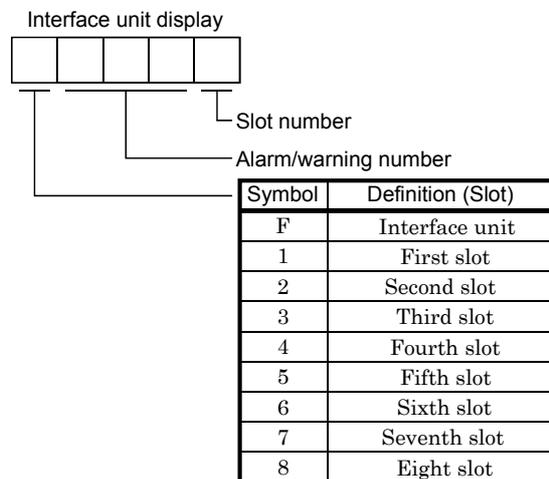 Interface unit display
Slot number
Alarm/warning number
Symbol Definition (Slot)
F Interface unit
1 First slot
2 Second slot
3 Third slot
4 Fourth slot
5 Fifth slot
6 Sixth slot
7 Seventh slot
8 Eight slot